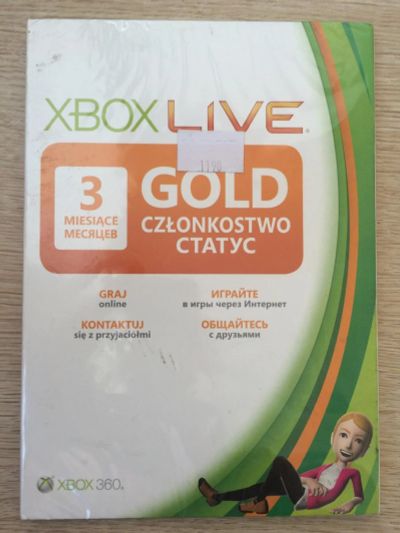 XBOX LIVE
1190
3
MIESIĄCE
МЕСЯЦЕВ
GOLD
CZŁONKOSTWO
СТАТУС
GRAJ
online
ИГРАЙТЕ
в игры через Интернет
KONTAKTUJ
się z przyjaciółmi
ОБЩАЙТЕСЬ
с друзьями
XBOX 360